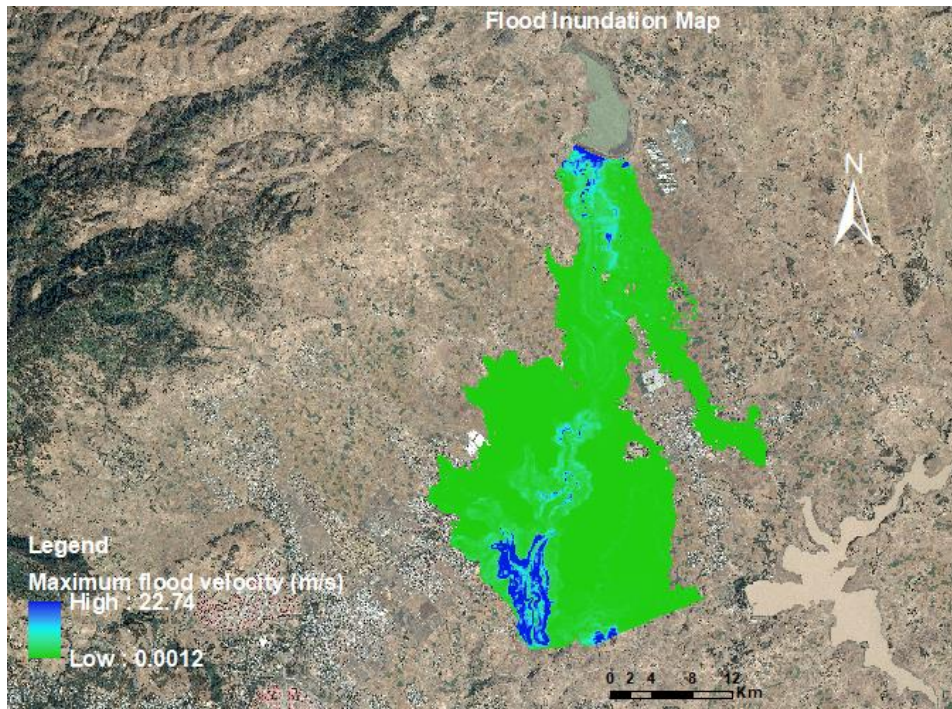 Flood Inundation Map
N
Legend
Maximum flood velocity (m/s)
High : 22.74
Low : 0.0012
0 2 4 8 12
Km